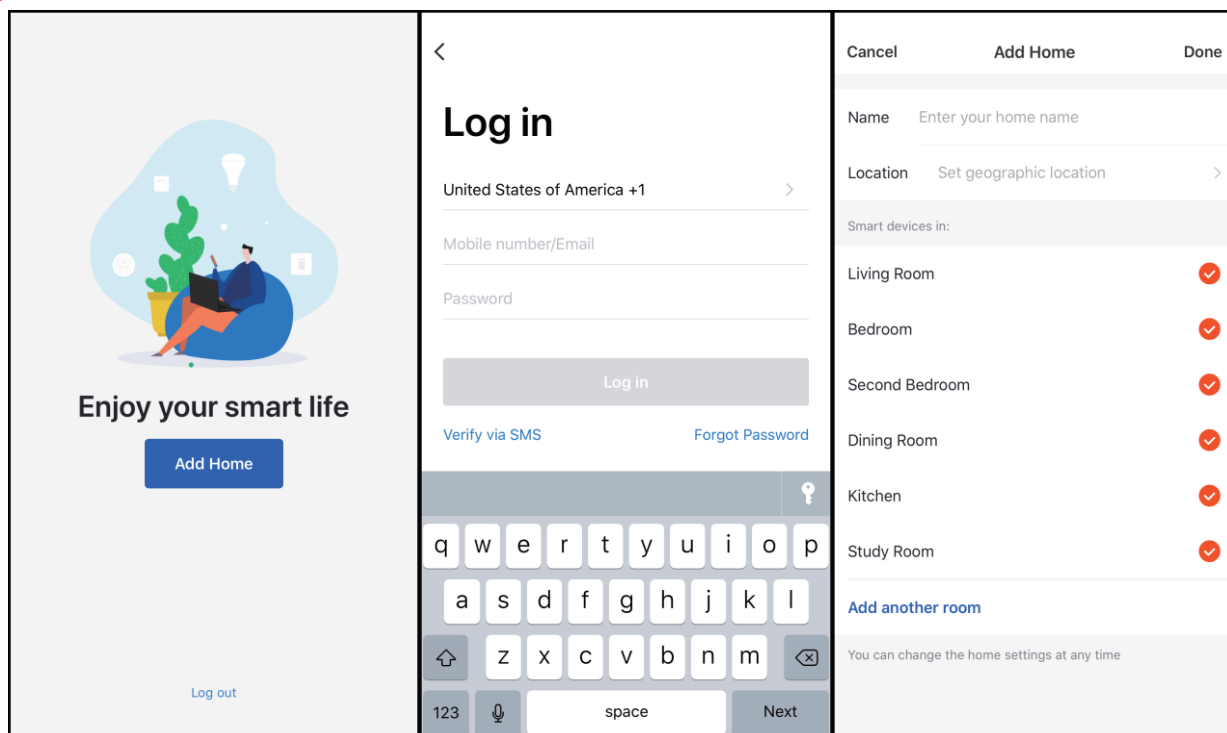 Enjoy your smart life
Add Home
Log out
Log in
United States of America +1
Mobile number/Email
Password
Log in
Verify via SMS
Forgot Password
q w e r t y u i o p
a s d f g h j k l
z x c v b n m
123 space Next
Cancel Add Home Done
Name Enter your home name
Location Set geographic location
Smart devices in:
Living Room
Bedroom
Second Bedroom
Dining Room
Kitchen
Study Room
Add another room
You can change the home settings at any time